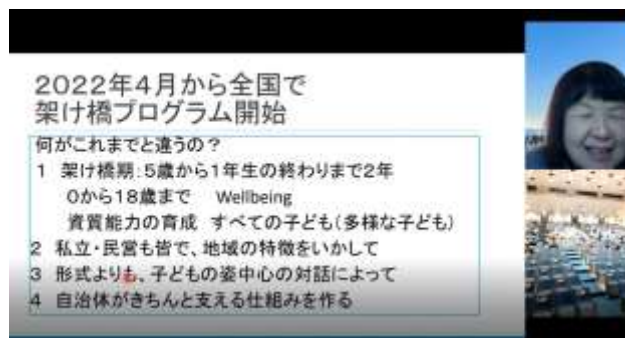 2022年4月から全国で
架け橋プログラム開始
何がこれまでと違うの？
1 架け橋期：5歳から1年生の終わりまで2年
0から18歳まで Wellbeing
資質能力の育成 すべての子ども（多様な子ども）
2 私立・民営も皆で、地域の特徴をいかして
3 形式よりも、子どもの姿中心の対話によって
4 自治体がきちんと支える仕組みを作る